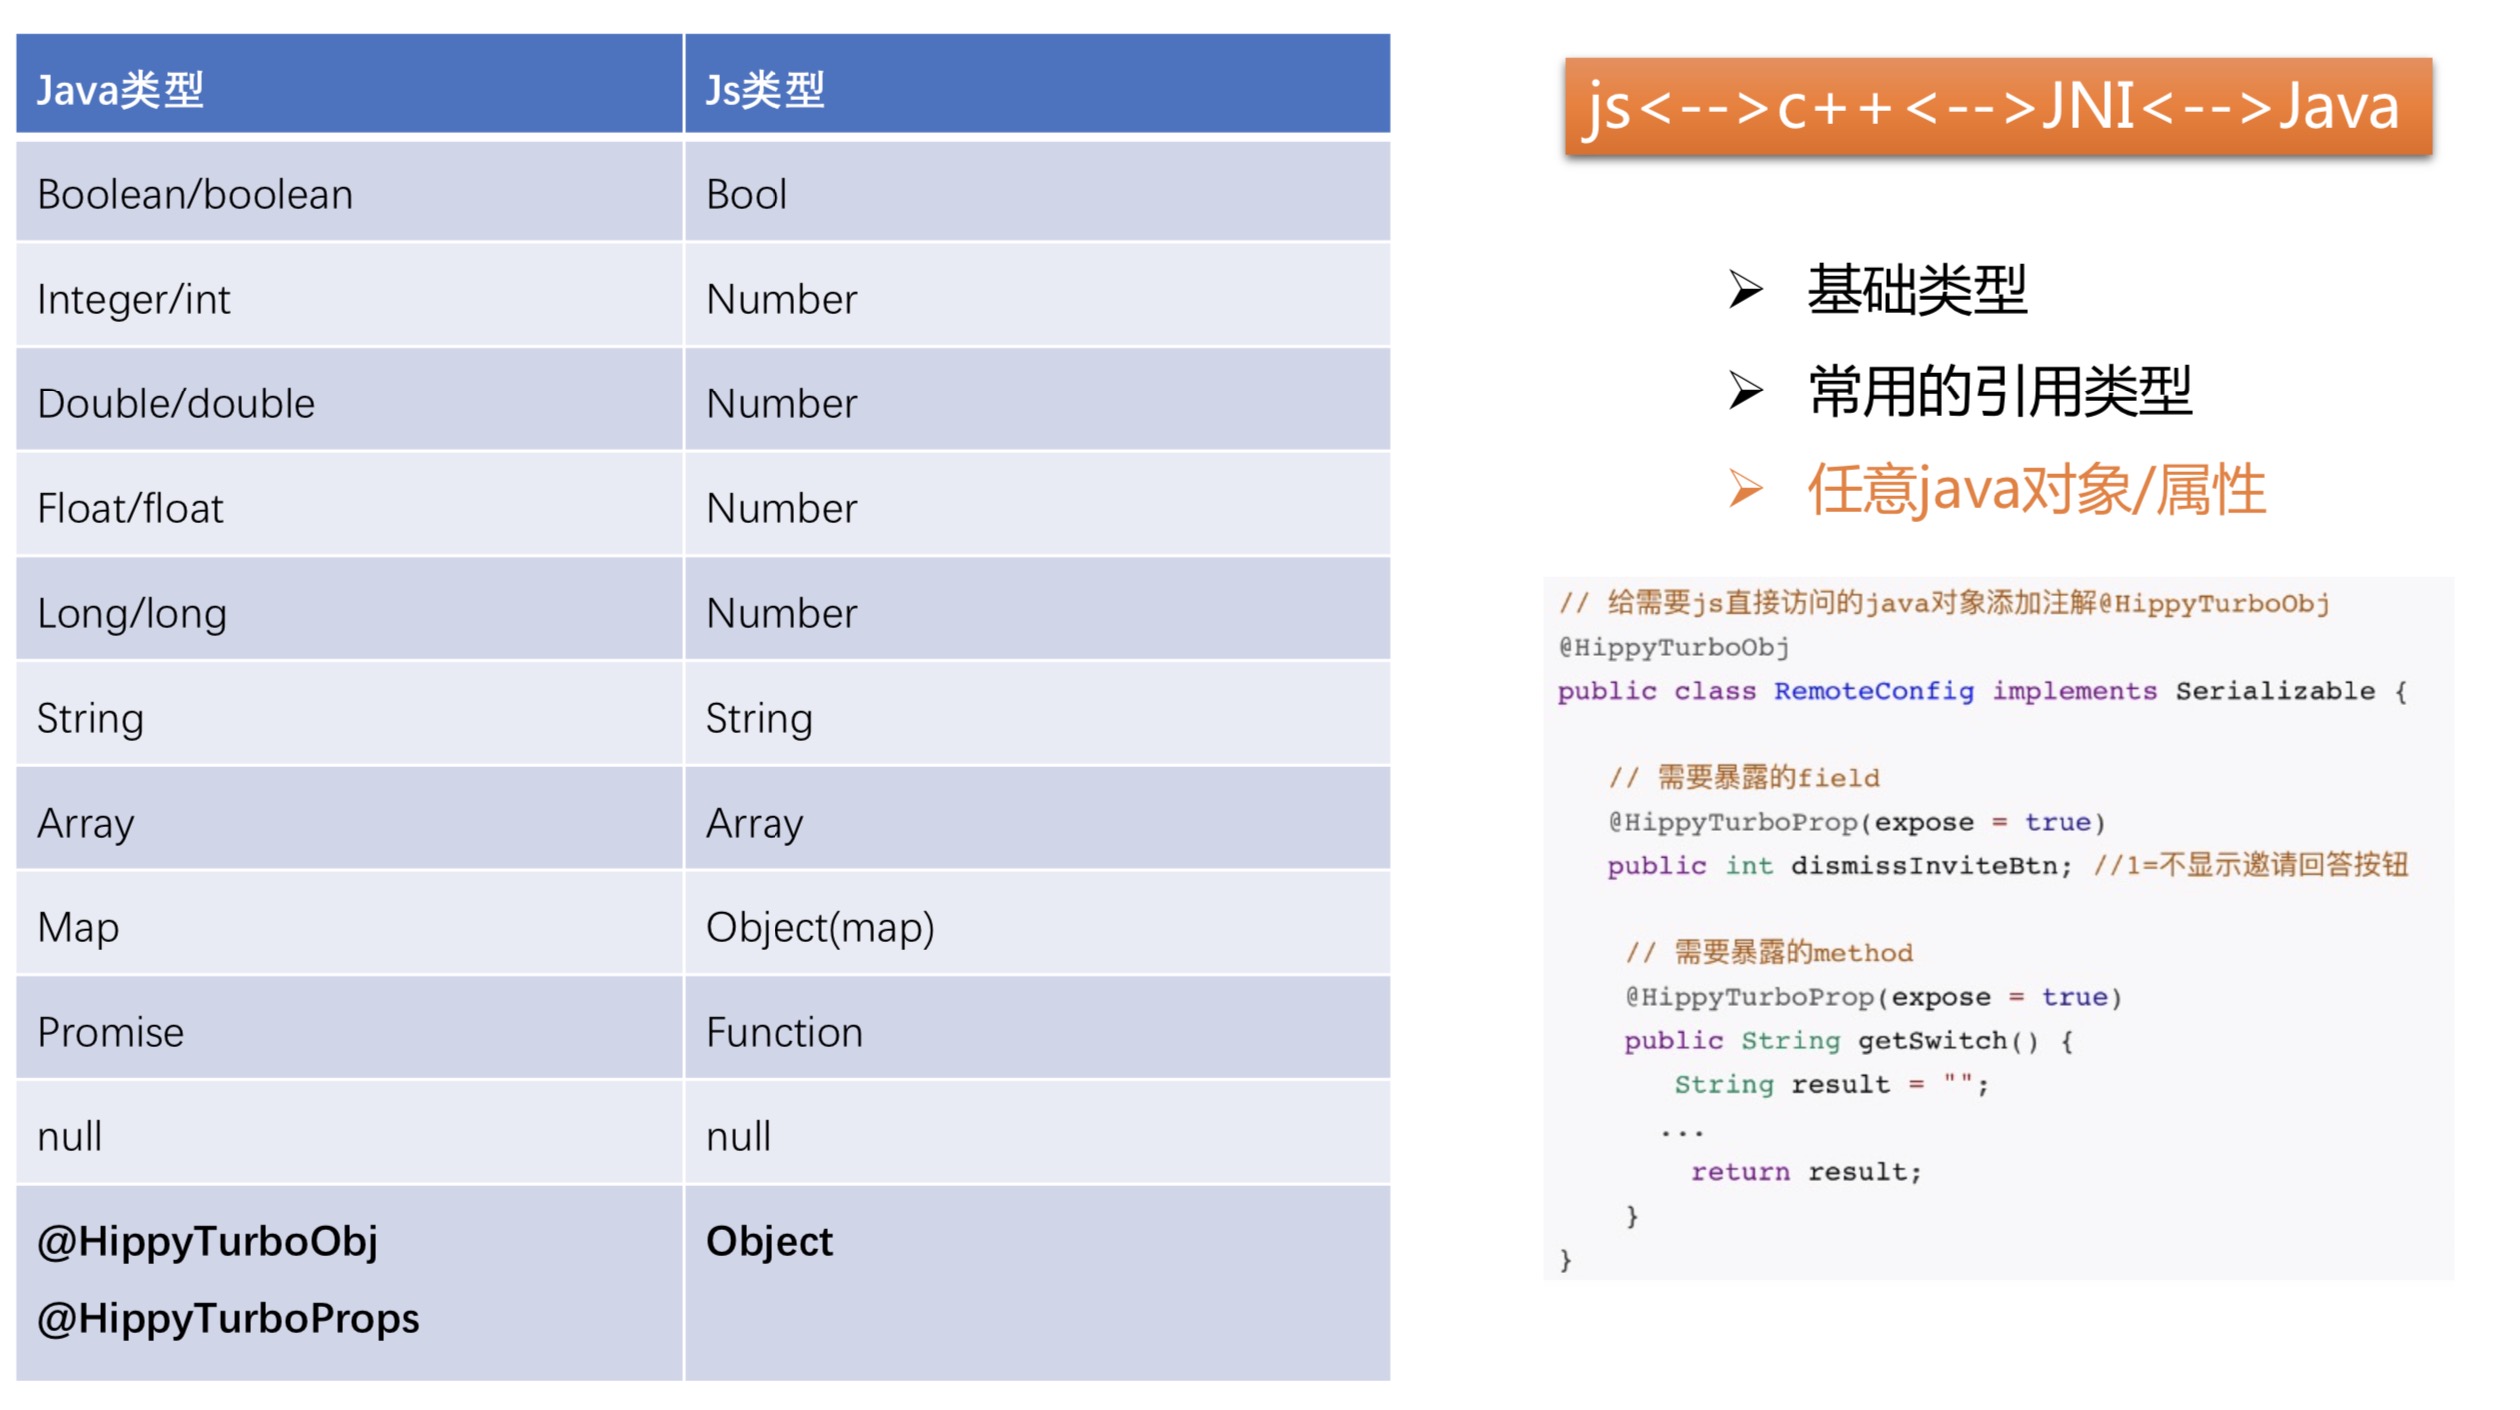 Java类型 Js类型
Boolean/boolean Bool
Integer/int Number
Double/double Number
Float/float Number
Long/long Number
String String
Array Array
Map Object(map)
Promise Function
null null
@HippyTurboObj Object
@HippyTurboProps
js<-->c++<-->JNI<-->Java
➢ 基础类型
➢ 常用的引用类型
➢ 任意java对象/属性
// 给需要js直接访问的java对象添加注解@HippyTurboObj
@HippyTurboObj
public class RemoteConfig implements Serializable {
// 需要暴露的field
@HippyTurboProp(expose = true)
public int dismissInviteBtn; //1=不显示邀请回答按钮
// 需要暴露的method
@HippyTurboProp(expose = true)
public String getSwitch() {
String result = "";
...
return result;
}
}